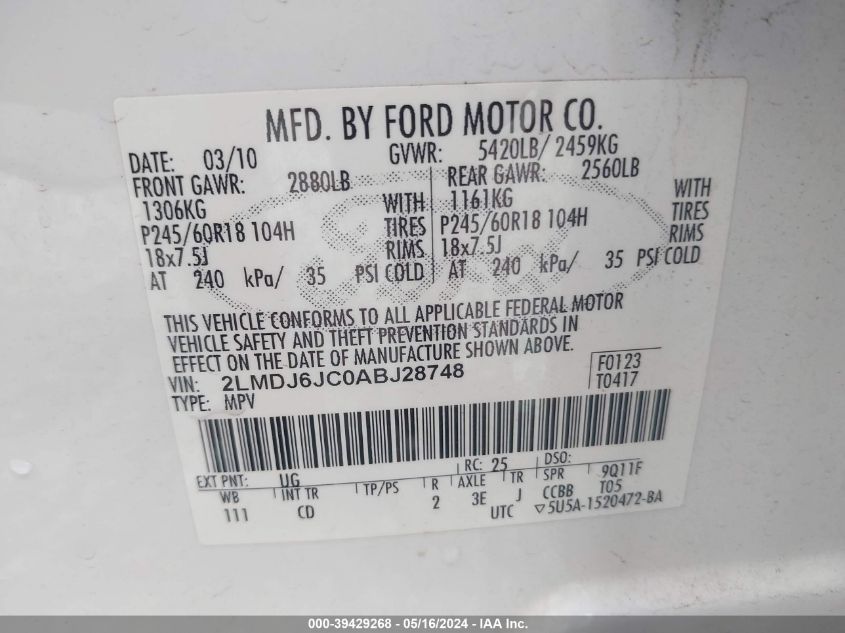 MFD. BY FORD MOTOR CO.
DATE: 03/10 GVWR: 5420LB/ 2459KG
FRONT GAWR: 2880LB REAR GAWR: 2560LB
1306KG WITH 1161KG WITH
P245/60R18 104H TIRES P245/60R18 104H TIRES
18x7.5J RIMS 18x7.5J RIMS
AT 240 kPa/ 35 PSI COLD AT 240 kPa/ 35 PSI COLD
Ford
THIS VEHICLE CONFORMS TO ALL APPLICABLE FEDERAL MOTOR
VEHICLE SAFETY AND THEFT PREVENTION STANDARDS IN
EFFECT ON THE DATE OF MANUFACTURE SHOWN ABOVE.
VIN: 2LMDJ6JC0ABJ28748 F0123
TYPE: MPV T0417
EXT PNT: UG RC: 25 DSO:
WB INT TR TP/PS R AXLE TR SPR 9Q11F
111 CD 2 3E J CCBB T05
UTC ▽5U5A-1520472-BA
000-39429268 - 05/16/2024 - IAA Inc.